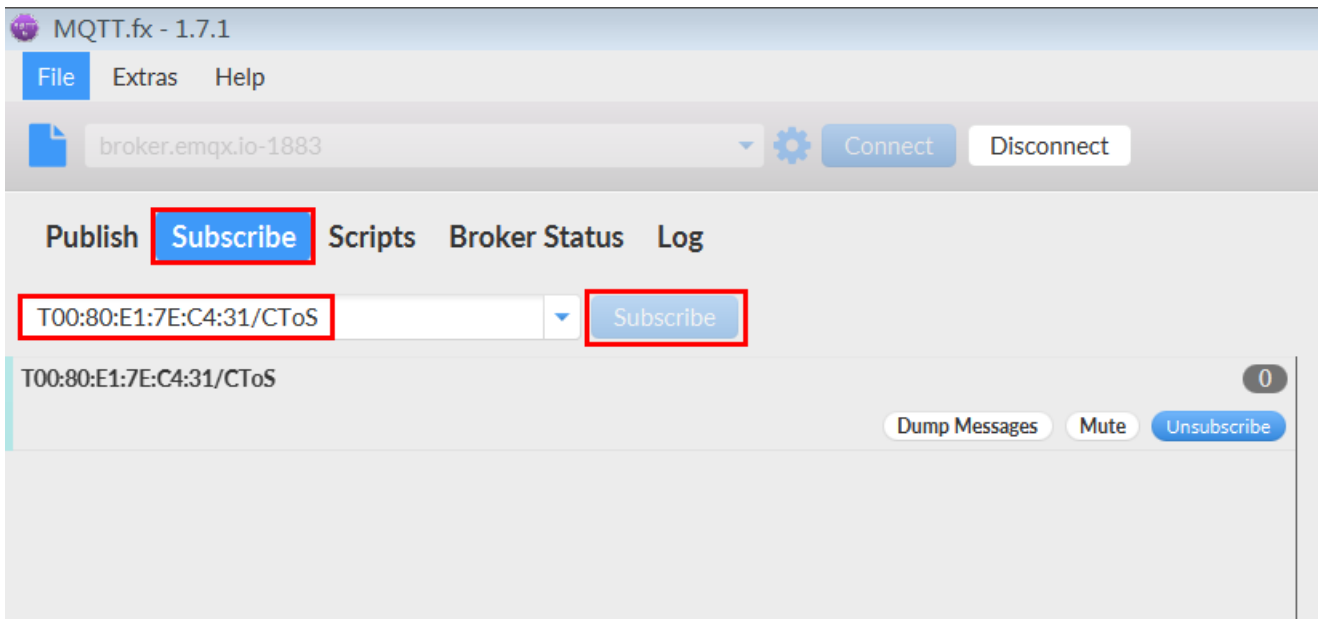 MQTT.fx - 1.7.1
File Extras Help
broker.emqx.io-1883 Connect Disconnect
Publish Subscribe Scripts Broker Status Log
T00:80:E1:7E:C4:31/CToS Subscribe
T00:80:E1:7E:C4:31/CToS 0
Dump Messages Mute Unsubscribe